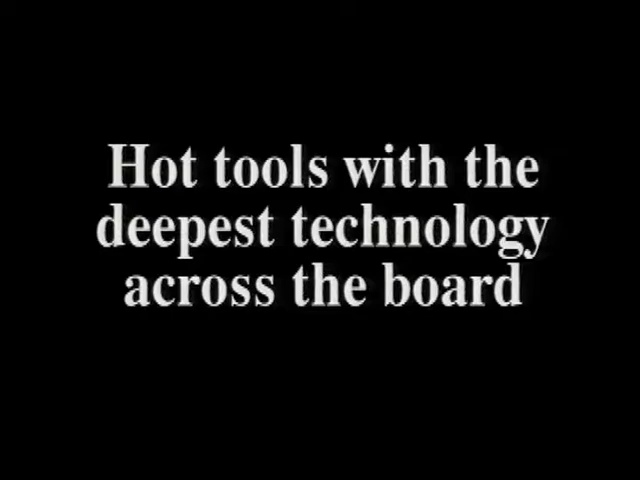 Hot tools with the
deepest technology
across the board